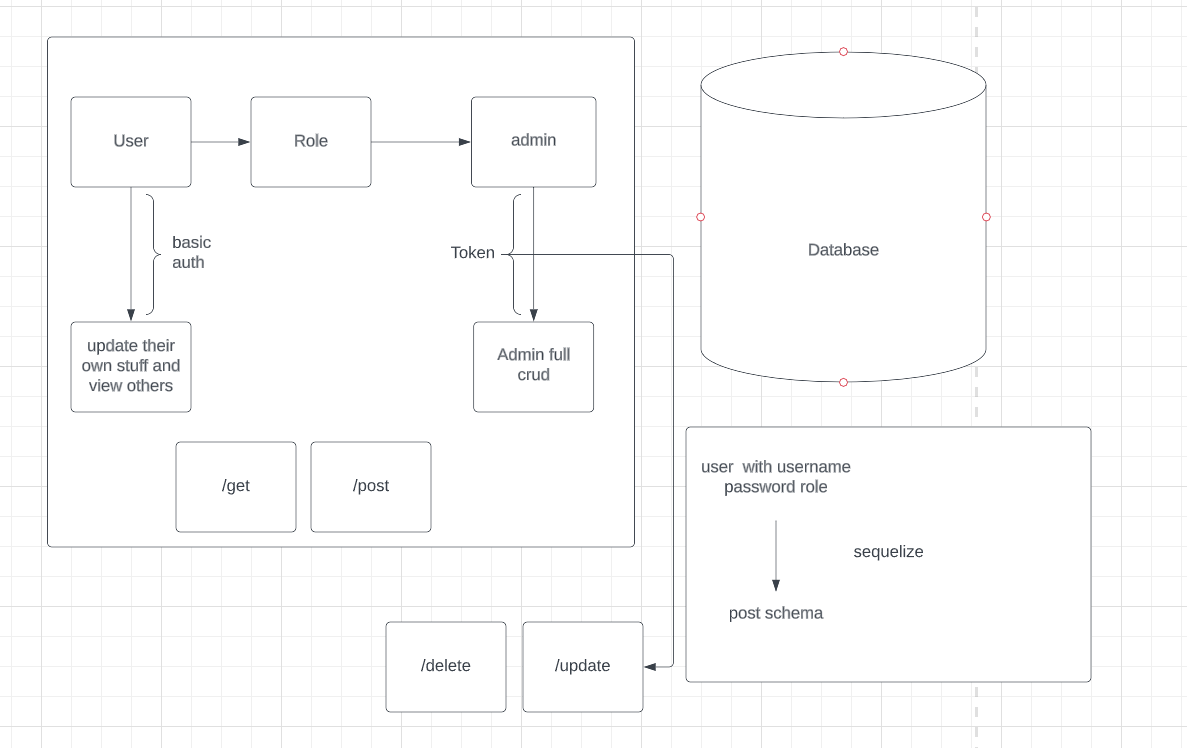 User
Role
admin
basic
auth
Token
update their
own stuff and
view others
Admin full
crud
/get
/post
Database
user with username
password role
sequelize
post schema
/delete
/update